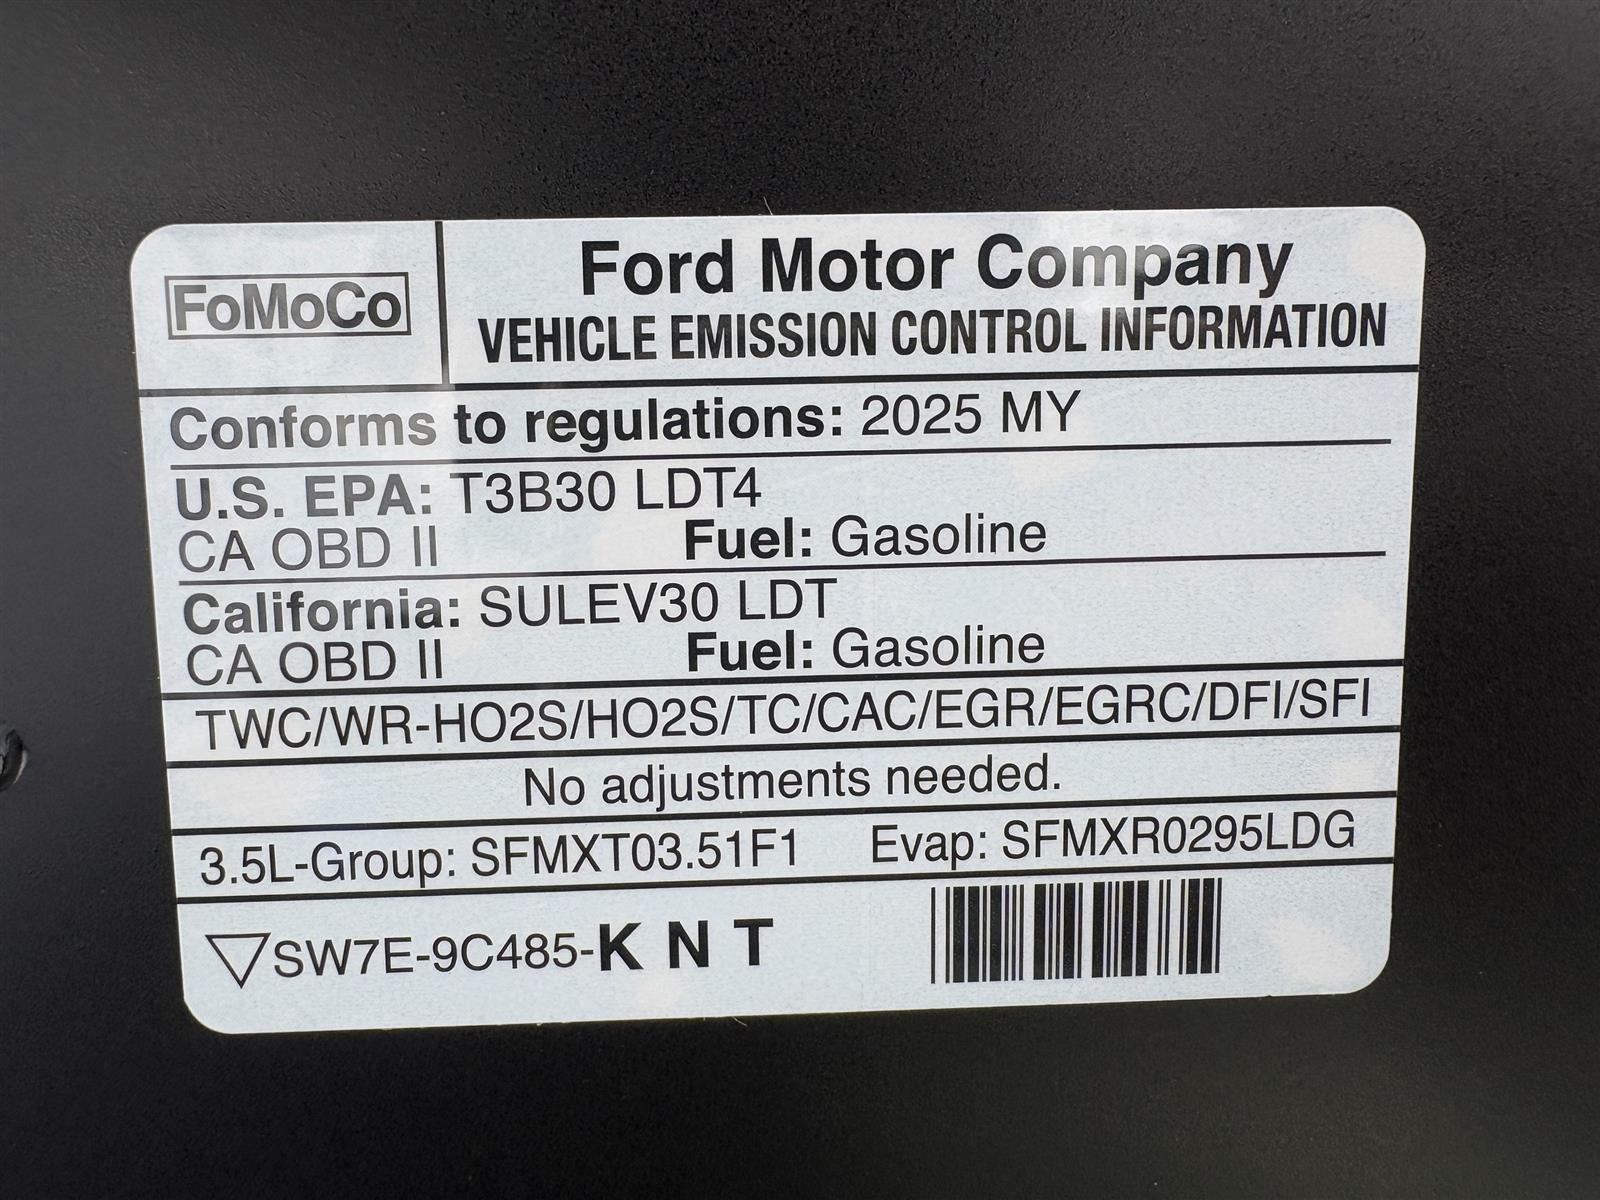 FoMoCo
Ford Motor Company
VEHICLE EMISSION CONTROL INFORMATION
Conforms to regulations: 2025 MY
U.S. EPA: T3B30 LDT4
CA OBD II Fuel: Gasoline
California: SULEV30 LDT
CA OBD II Fuel: Gasoline
TWC/WR-HO2S/HO2S/TC/CAC/EGR/EGRC/DFI/SFI
No adjustments needed.
3.5L-Group: SFMXT03.51F1 Evap: SFMXR0295LDG
SW7E-9C485-K N T